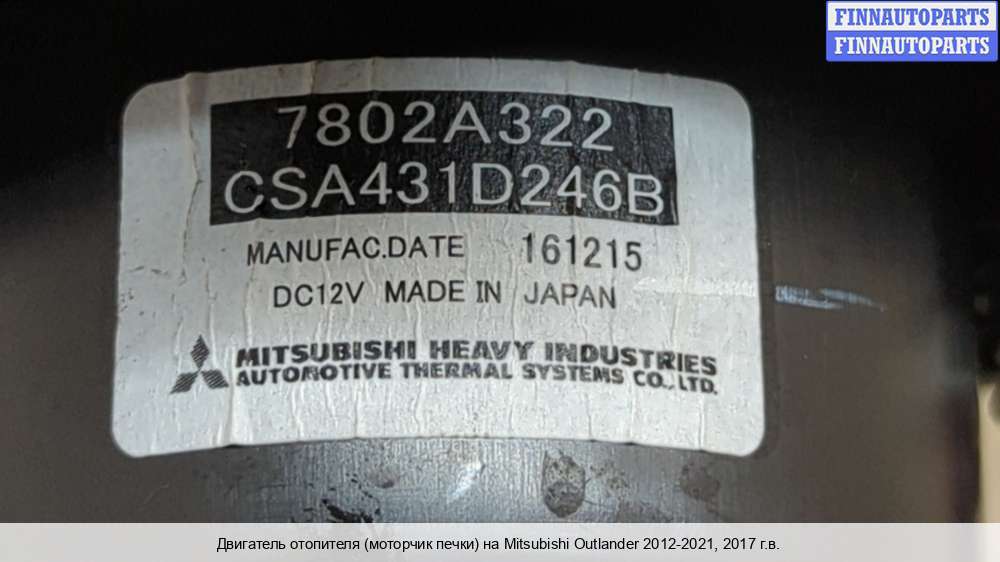 FINNAUTOPARTS
FINNAUTOPARTS
7802A322
CSA431D246B
MANUFAC.DATE 161215
DC12V MADE IN JAPAN
MITSUBISHI HEAVY INDUSTRIES
AUTOMOTIVE THERMAL SYSTEMS CO.,LTD.
Двигатель отопителя (моторчик печки) на Mitsubishi Outlander 2012-2021, 2017 г.в.